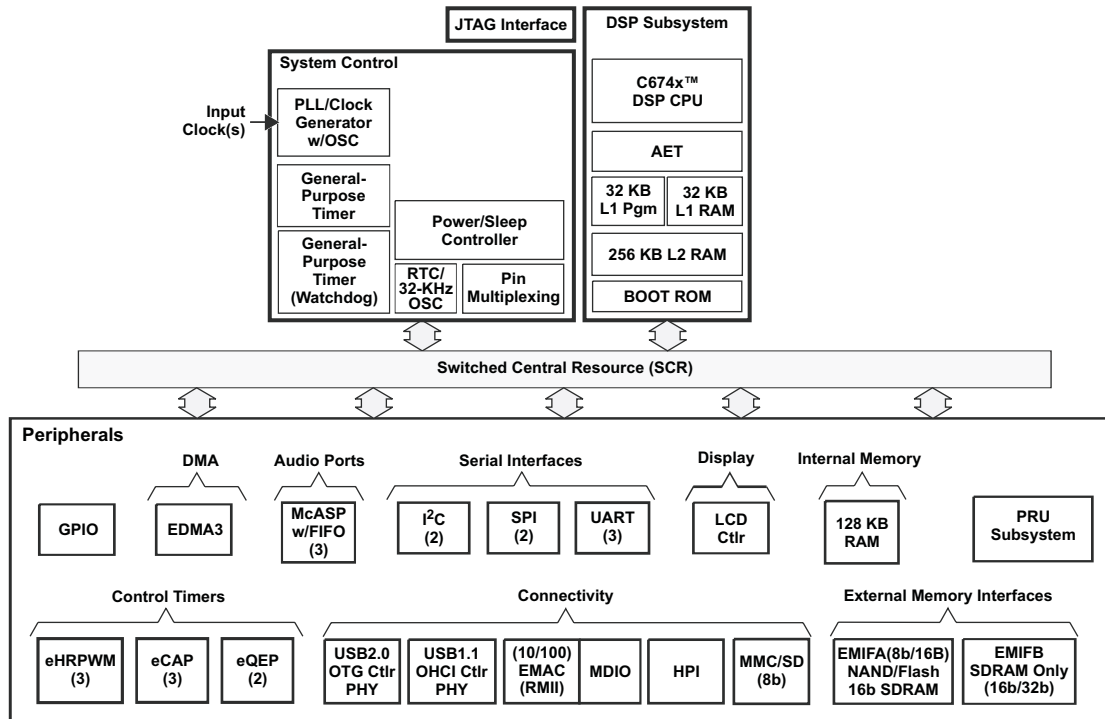 JTAG Interface
DSP Subsystem
System Control
Input
Clock(s)
PLL/Clock
Generator
w/OSC
General-
Purpose
Timer
General-
Purpose
Timer
(Watchdog)
Power/Sleep
Controller
RTC/
32-KHz
OSC
Pin
Multiplexing
C674x™
DSP CPU
AET
32 KB
L1 Pgm
32 KB
L1 RAM
256 KB L2 RAM
BOOT ROM
Switched Central Resource (SCR)
Peripherals
DMA
Audio Ports
Serial Interfaces
Display
Internal Memory
GPIO
EDMA3
McASP
w/FIFO
(3)
I²C
(2)
SPI
(2)
UART
(3)
LCD
Ctlr
128 KB
RAM
PRU
Subsystem
Control Timers
Connectivity
External Memory Interfaces
eHRPWM
(3)
eCAP
(3)
eQEP
(2)
USB2.0
OTG Ctlr
PHY
USB1.1
OHCI Ctlr
PHY
(10/100)
EMAC
(RMII)
MDIO
HPI
MMC/SD
(8b)
EMIFA(8b/16B)
NAND/Flash
16b SDRAM
EMIFB
SDRAM Only
(16b/32b)